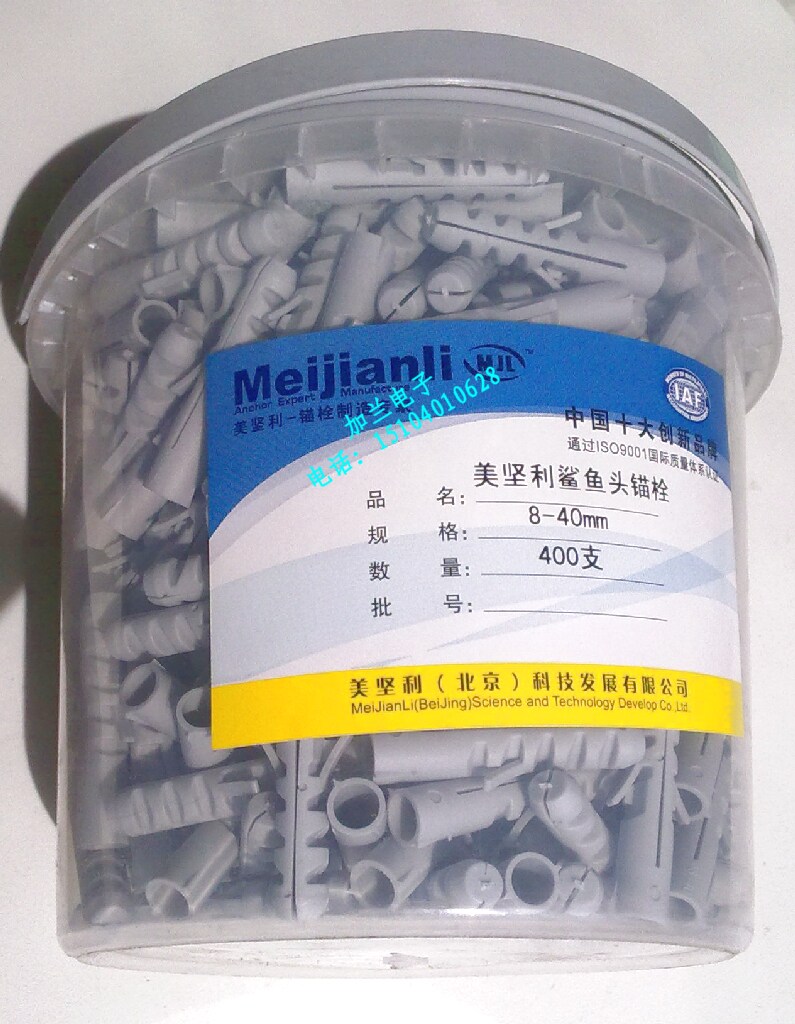 Meijianli MJL™
Anchor Expert Manufacturer
美坚利-锚栓制造专家
加兰电子
电话：15104010628
IAF
中国十大创新品牌
通过ISO9001国际质量体系认证
品 名：美坚利鲨鱼头锚栓
规 格：8-40mm
数 量：400支
批 号：
美坚利（北京）科技发展有限公司
MeiJianLi(BeiJing)Science and Technology Develop Co.,Ltd.